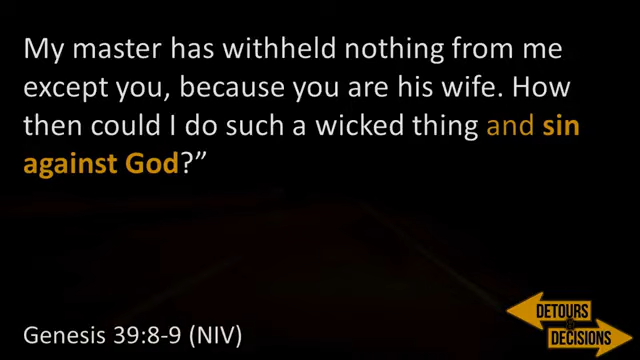 My master has withheld nothing from me
except you, because you are his wife. How
then could I do such a wicked thing and sin
against God?”
Genesis 39:8-9 (NIV)
DETOURS
&
DECISIONS